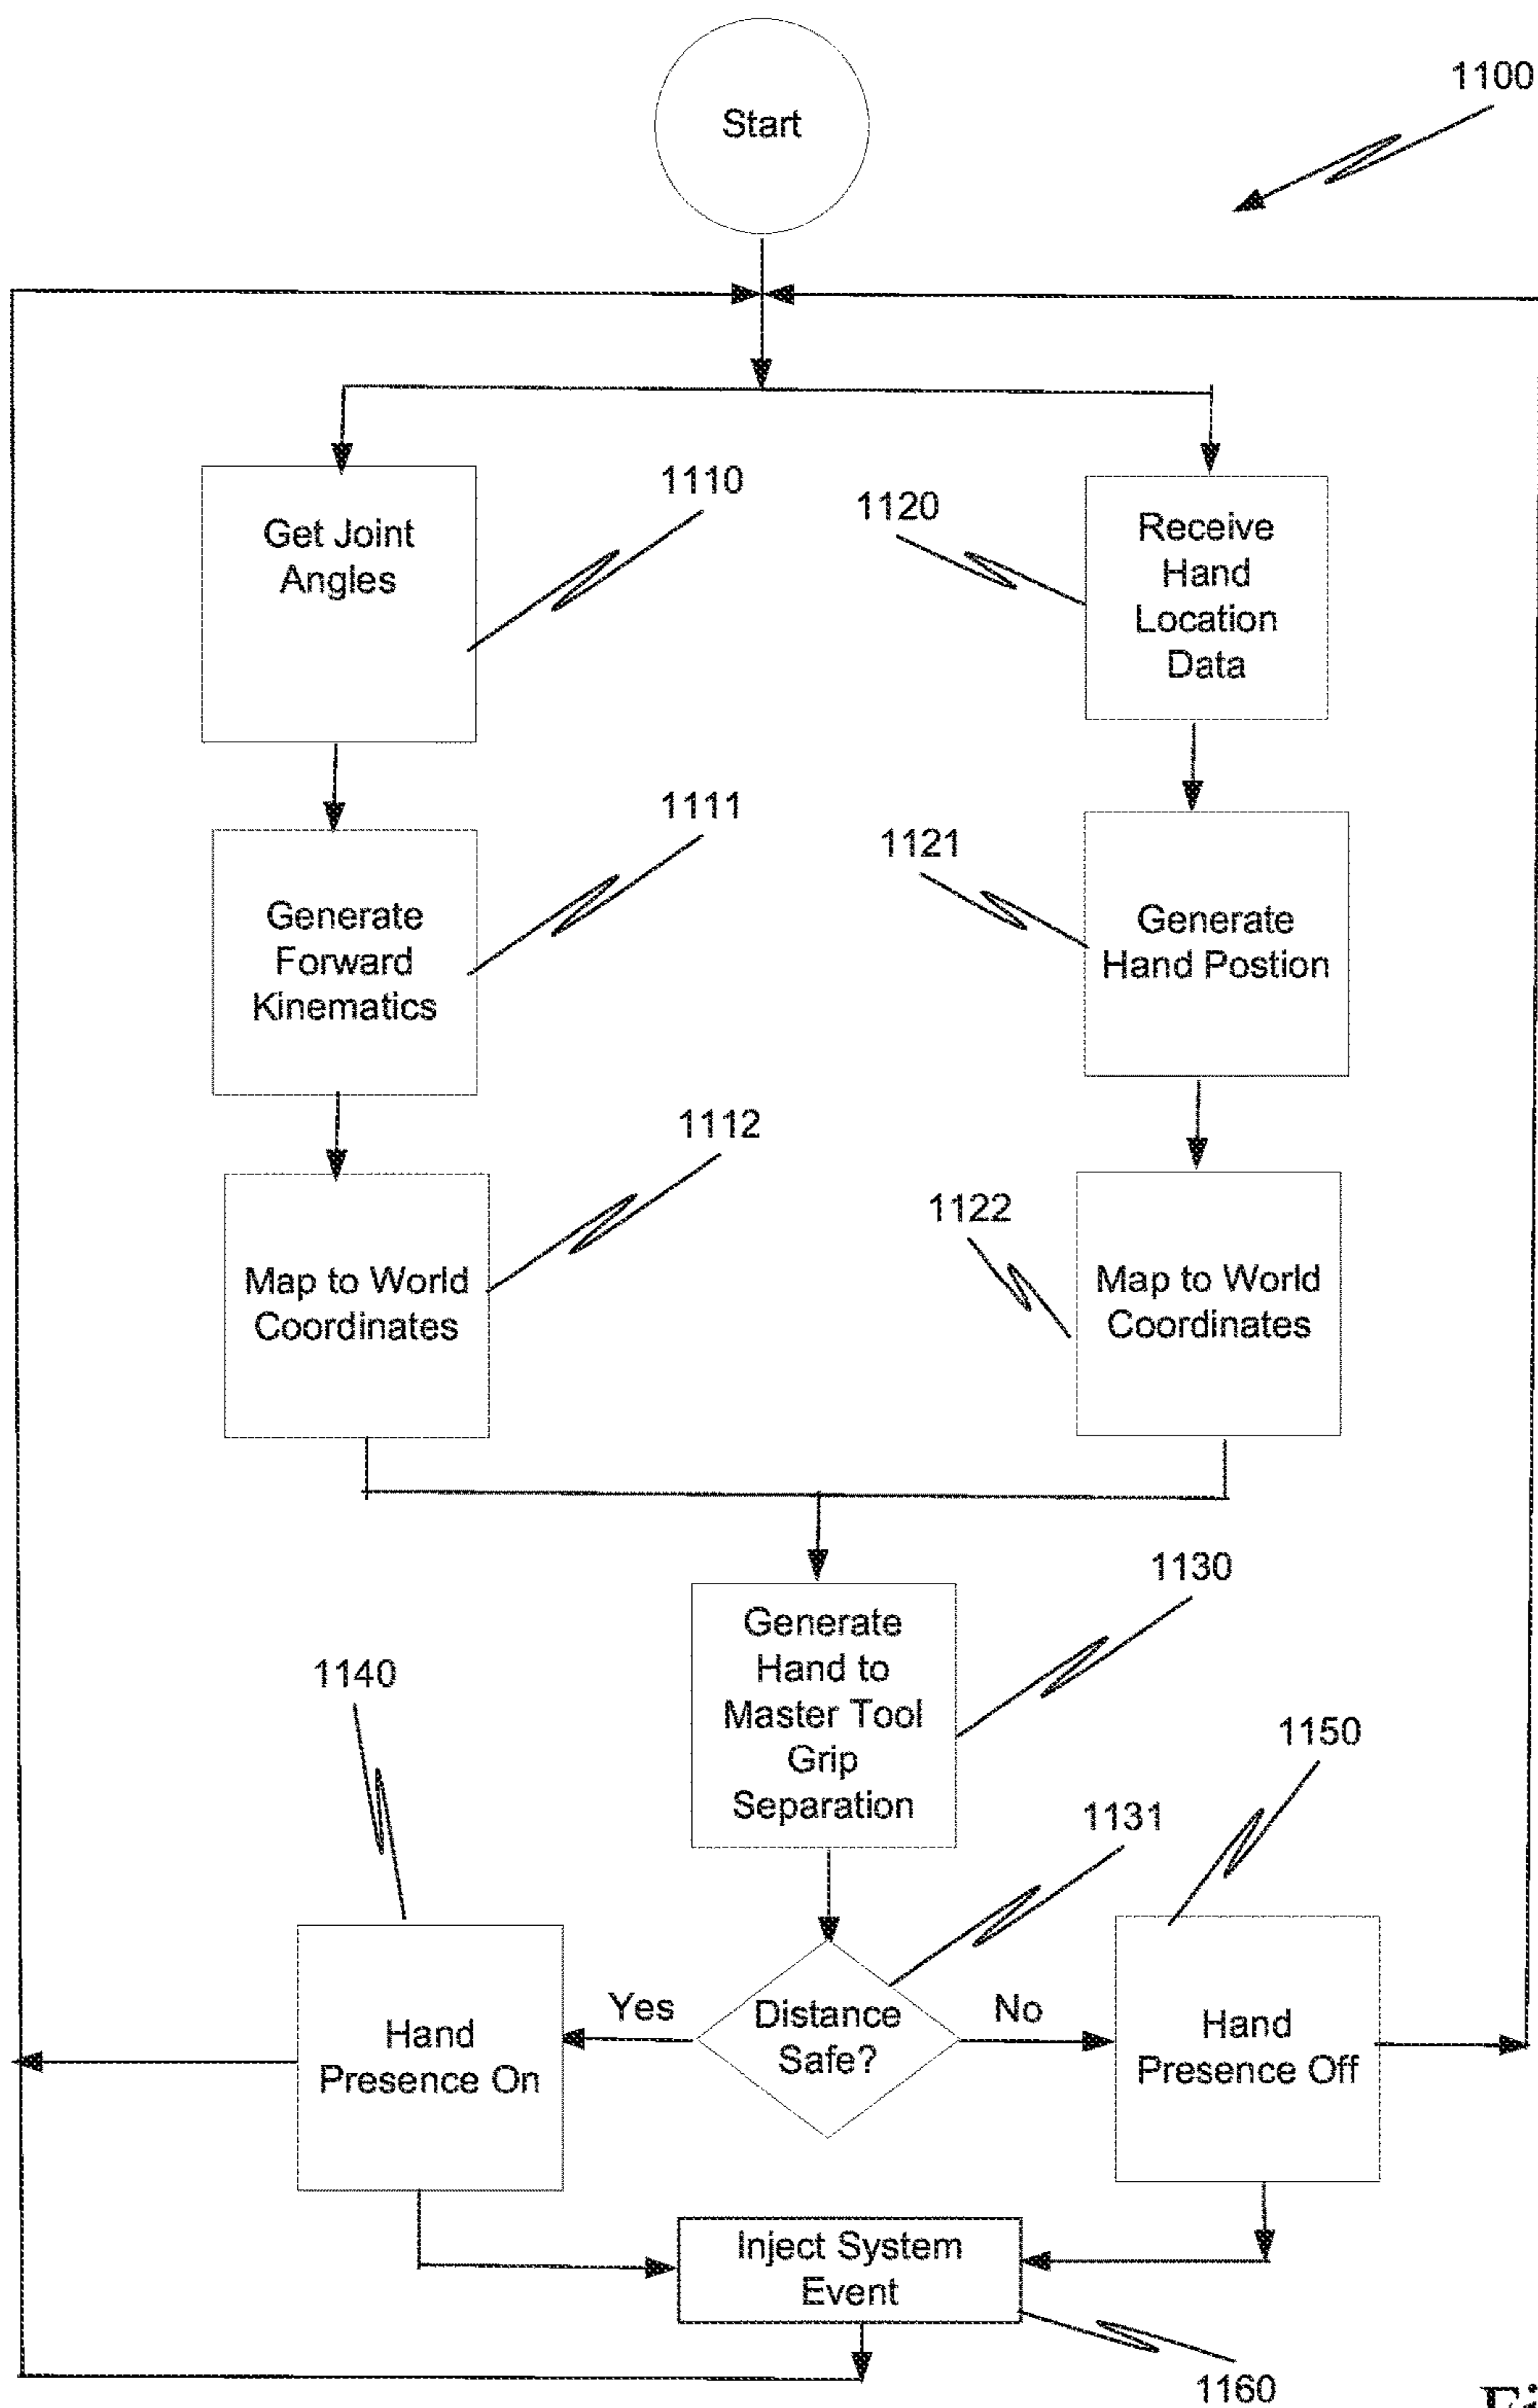 Start
1100
Get Joint
Angles
1110
1120
Receive
Hand
Location
Data
Generate
Forward
Kinematics
1111
1121
Generate
Hand Postion
Map to World
Coordinates
1112
1122
Map to World
Coordinates
Generate
Hand to
Master Tool
Grip
Separation
1130
1140
1150
1131
Hand
Presence On
Yes
Distance
Safe?
No
Hand
Presence Off
Inject System
Event
1160